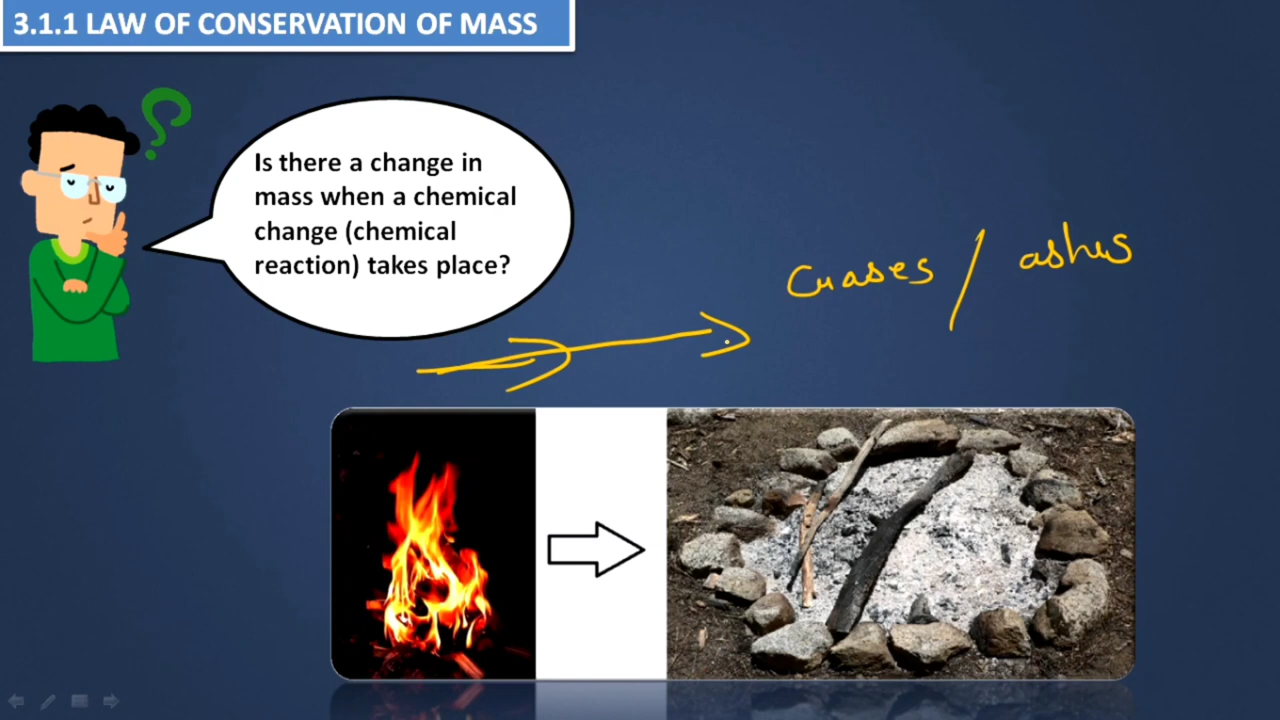 3.1.1 LAW OF CONSERVATION OF MASS
?
Is there a change in
mass when a chemical
change (chemical
reaction) takes place?
Gases / ashes